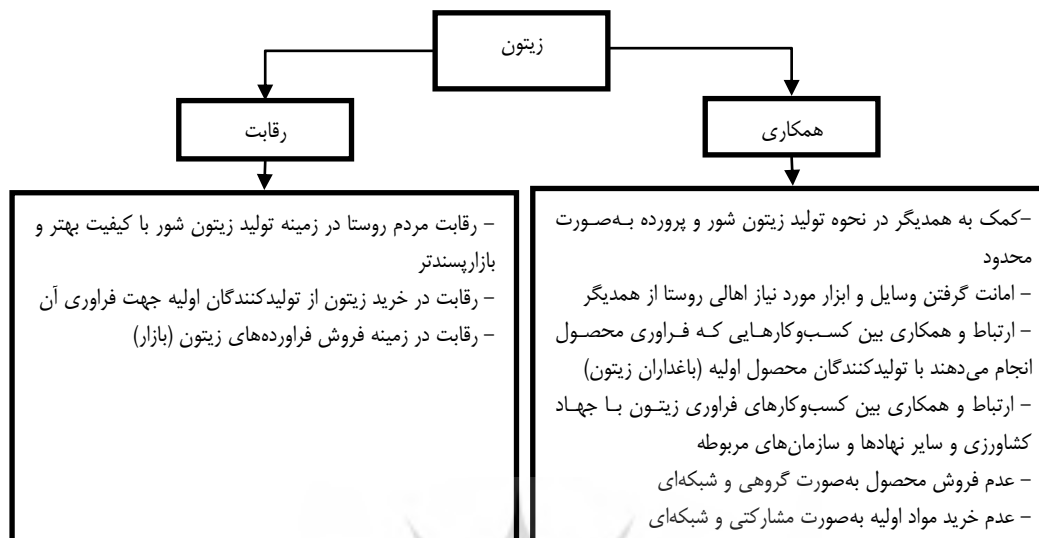 زیتون
همکاری
رقابت
-کمک به همدیگر در نحوه تولید زیتون شور و پرورده به‌صورت
محدود
- امانت گرفتن وسایل و ابزار مورد نیاز اهالی روستا از همدیگر
- ارتباط و همکاری بین کسب‌وکارهایی که فراوری محصول
انجام می‌دهند با تولیدکنندگان محصول اولیه (باغداران زیتون)
- ارتباط و همکاری بین کسب‌وکارهای فراوری زیتون با جهاد
کشاورزی و سایر نهادها و سازمان‌های مربوطه
- عدم فروش محصول به‌صورت گروهی و شبکه‌ای
- عدم خرید مواد اولیه به‌صورت مشارکتی و شبکه‌ای
- رقابت مردم روستا در زمینه تولید زیتون شور با کیفیت بهتر و
بازارپسندتر
- رقابت در خرید زیتون از تولیدکنندگان اولیه جهت فراوری آن
- رقابت در زمینه فروش فراورده‌های زیتون (بازار)